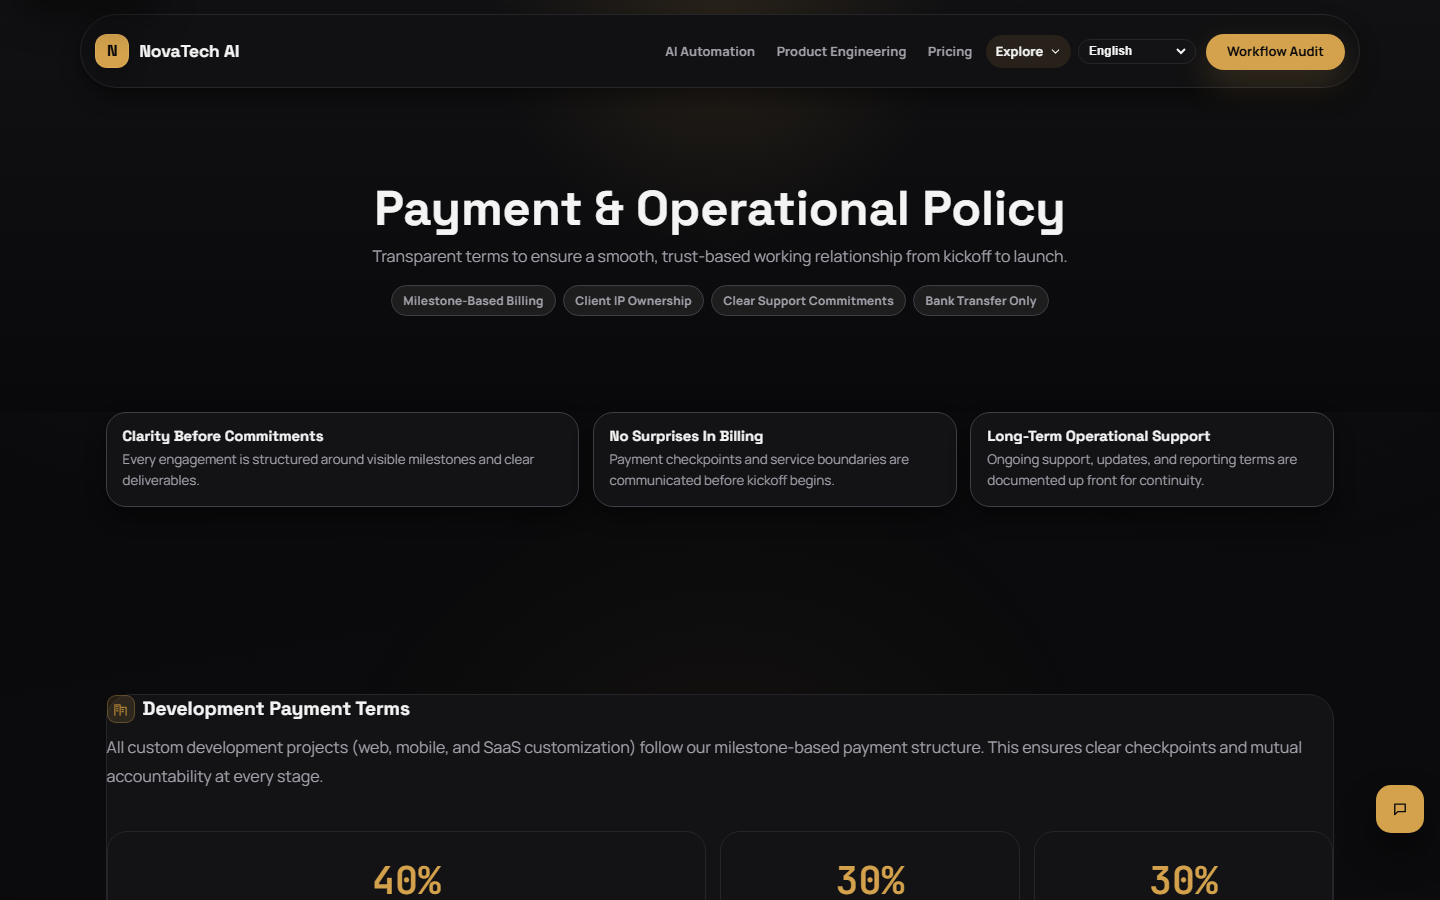 N NovaTech AI AI Automation Product Engineering Pricing Explore English Workflow Audit
Payment & Operational Policy
Transparent terms to ensure a smooth, trust-based working relationship from kickoff to launch.
Milestone-Based Billing Client IP Ownership Clear Support Commitments Bank Transfer Only
Clarity Before Commitments
Every engagement is structured around visible milestones and clear
deliverables.
No Surprises In Billing
Payment checkpoints and service boundaries are
communicated before kickoff begins.
Long-Term Operational Support
Ongoing support, updates, and reporting terms are
documented up front for continuity.
Development Payment Terms
All custom development projects (web, mobile, and SaaS customization) follow our milestone-based payment structure. This ensures clear checkpoints and mutual
accountability at every stage.
40% 30% 30%